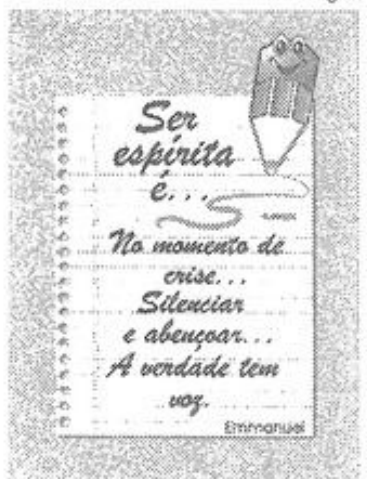 Ser
espírita
é...
No momento de
crise...
Silenciar
e abençoar...
A verdade tem
voz.
Emmanuel